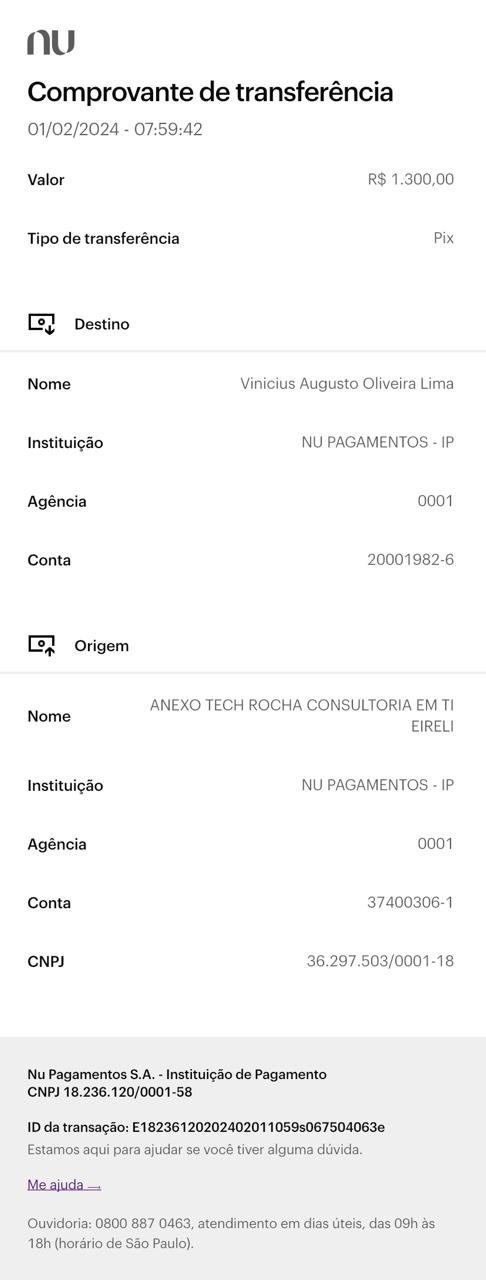 nu
Comprovante de transferência
01/02/2024 - 07:59:42
Valor R$ 1.300,00
Tipo de transferência Pix
Destino
Nome Vinicius Augusto Oliveira Lima
Instituição NU PAGAMENTOS - IP
Agência 0001
Conta 20001982-6
Origem
Nome ANEXO TECH ROCHA CONSULTORIA EM TI
EIRELI
Instituição NU PAGAMENTOS - IP
Agência 0001
Conta 37400306-1
CNPJ 36.297.503/0001-18
Nu Pagamentos S.A. - Instituição de Pagamento
CNPJ 18.236.120/0001-58
ID da transação: E18236120202402011059s067504063e
Estamos aqui para ajudar se você tiver alguma dúvida.
Me ajuda
Ouvidoria: 0800 887 0463, atendimento em dias úteis, das 09h às
18h (horário de São Paulo).